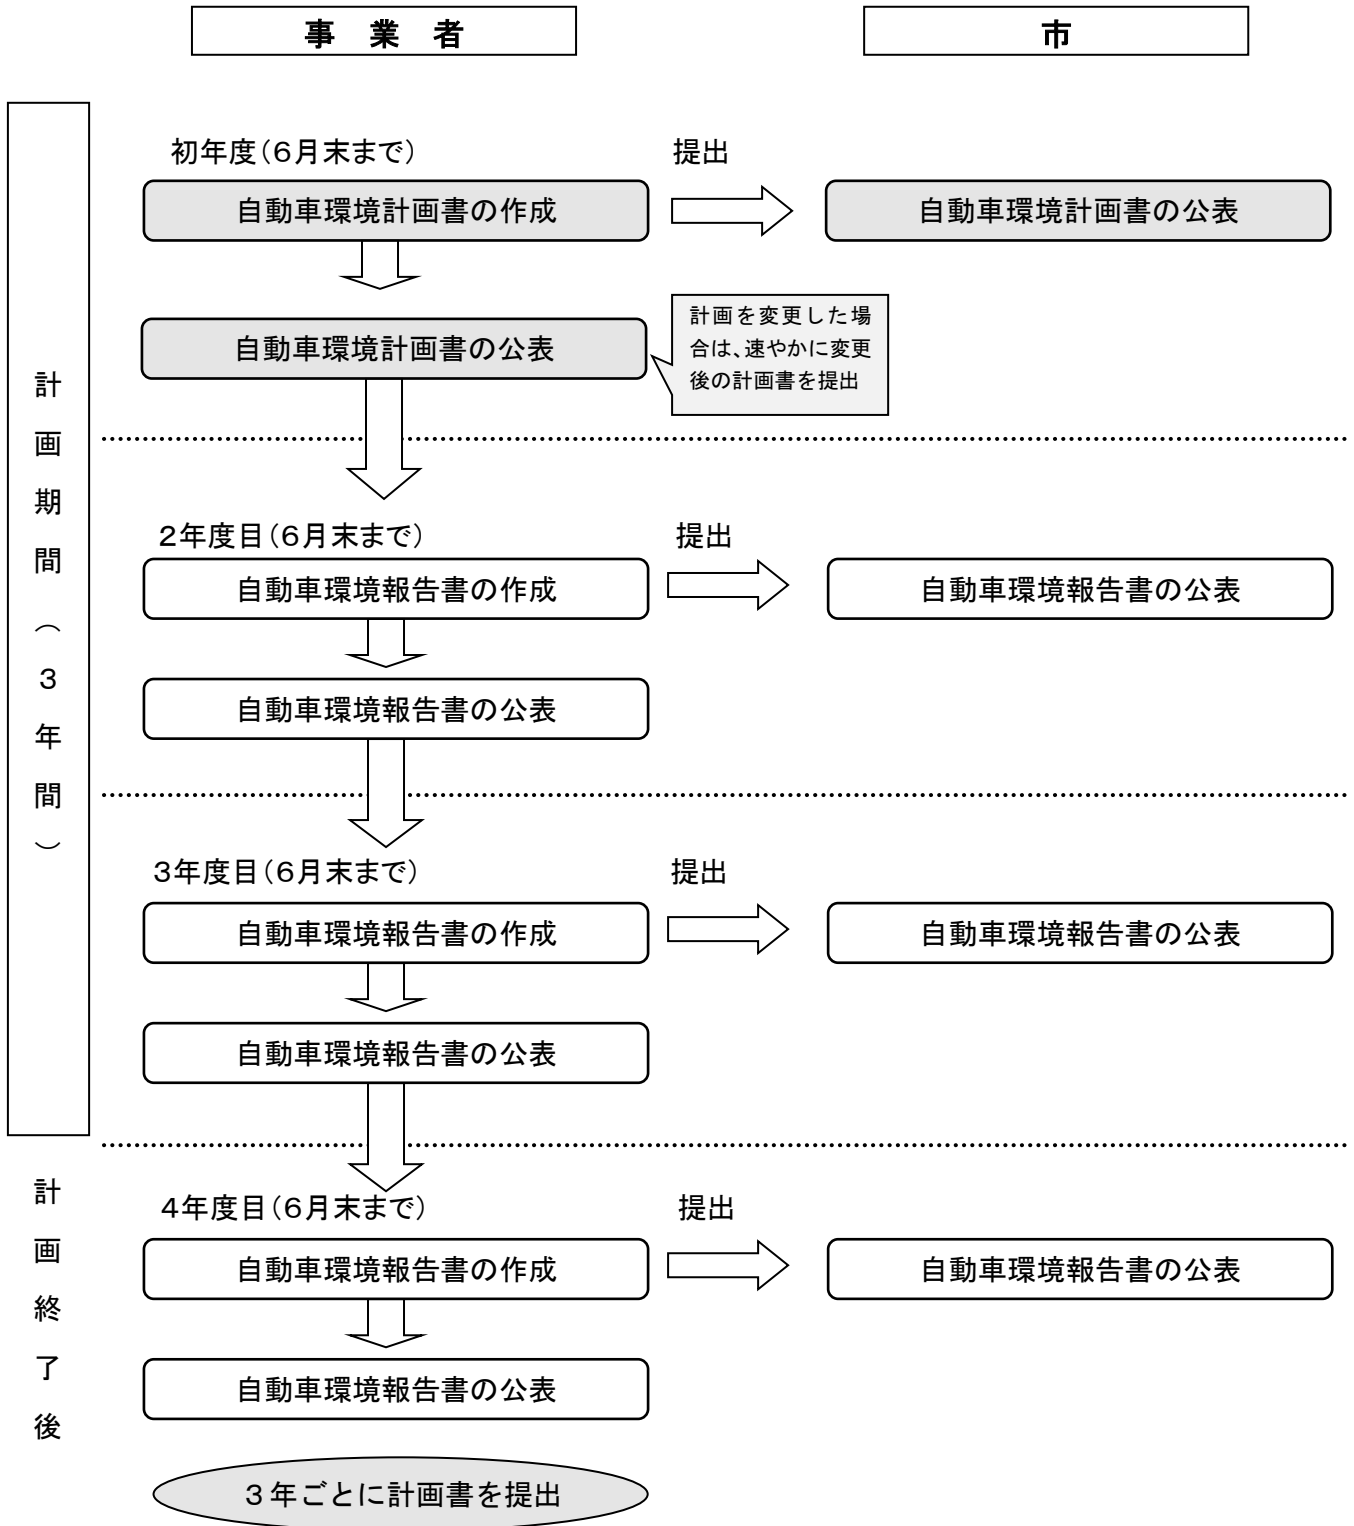 事　業　者
市
計画期間（３年間）
初年度（６月末まで）
提出
自動車環境計画書の作成
自動車環境計画書の公表
自動車環境計画書の公表
計画を変更した場
合は、速やかに変更
後の計画書を提出
２年度目（６月末まで）
提出
自動車環境報告書の作成
自動車環境報告書の公表
自動車環境報告書の公表
３年度目（６月末まで）
提出
自動車環境報告書の作成
自動車環境報告書の公表
自動車環境報告書の公表
計画終了後
４年度目（６月末まで）
提出
自動車環境報告書の作成
自動車環境報告書の公表
自動車環境報告書の公表
３年ごとに計画書を提出